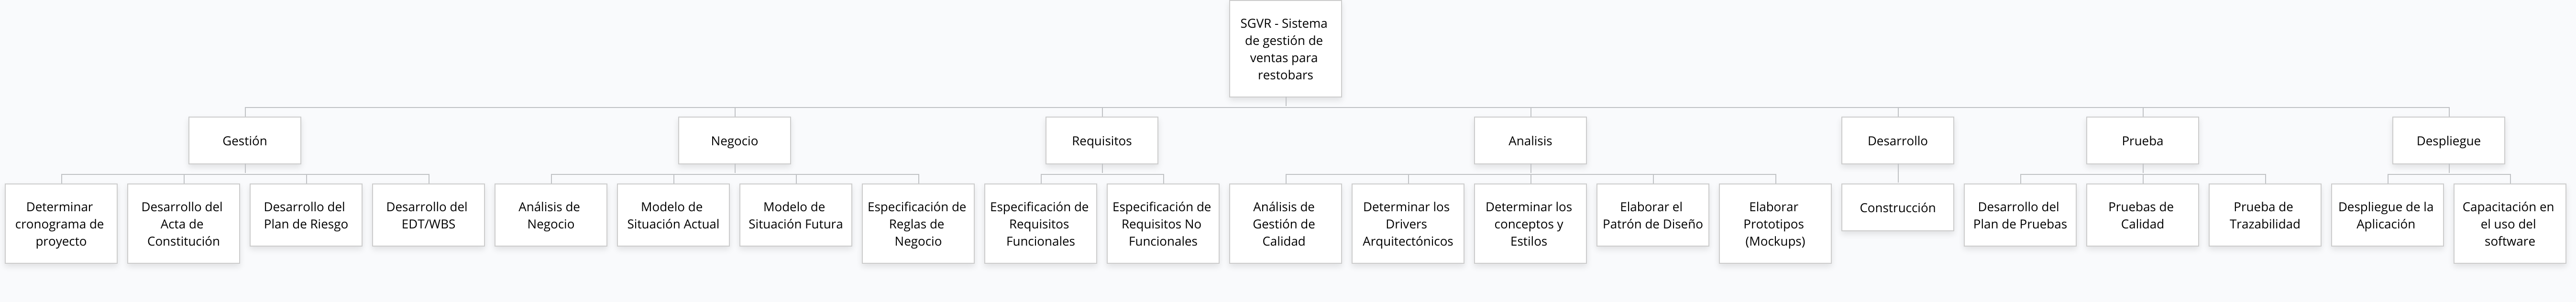 SGVR - Sistema
de gestión de
ventas para
restobars
Gestión
Negocio
Requisitos
Analisis
Desarrollo
Prueba
Despliegue
Determinar
cronograma de
proyecto
Desarrollo del
Acta de
Constitución
Desarrollo del
Plan de Riesgo
Desarrollo del
EDT/WBS
Análisis de
Negocio
Modelo de
Situación Actual
Modelo de
Situación Futura
Especificación de
Reglas de
Negocio
Especificación de
Requisitos
Funcionales
Especificación de
Requisitos No
Funcionales
Análisis de
Gestión de
Calidad
Determinar los
Drivers
Arquitectónicos
Determinar los
conceptos y
Estilos
Elaborar el
Patrón de Diseño
Elaborar
Prototipos
(Mockups)
Construcción
Desarrollo del
Plan de Pruebas
Pruebas de
Calidad
Prueba de
Trazabilidad
Despliegue de la
Aplicación
Capacitación en
el uso del
software